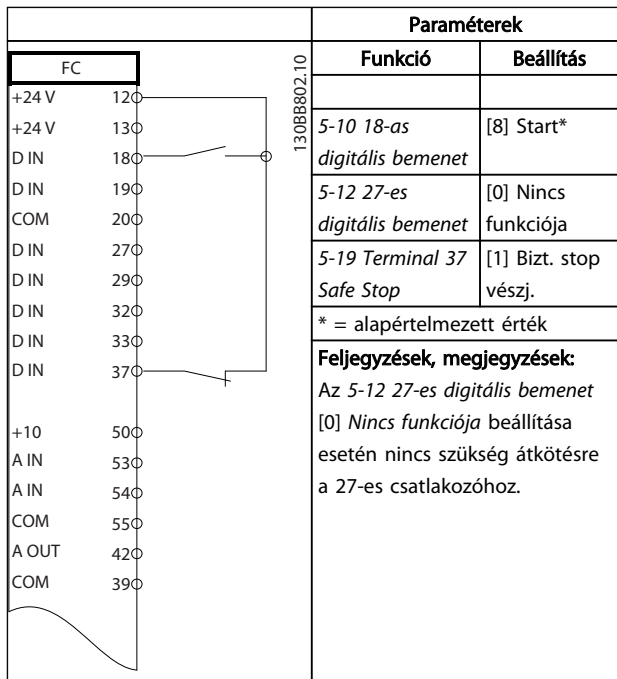 FC
+24 V 12
+24 V 13
D IN 18
D IN 19
COM 20
D IN 27
D IN 29
D IN 32
D IN 33
D IN 37
+10 50
A IN 53
A IN 54
COM 55
A OUT 42
COM 39
130BB802.10
Paraméterek
Funkció Beállítás
5-10 18-as [8] Start*
digitális bemenet
5-12 27-es [0] Nincs
digitális bemenet funkciója
5-19 Terminal 37 [1] Bizt. stop
Safe Stop vészj.
* = alapértelmezett érték
Feljegyzések, megjegyzések:
Az 5-12 27-es digitális bemenet
[0] Nincs funkciója beállítása
esetén nincs szükség átkötésre
a 27-es csatlakozóhoz.